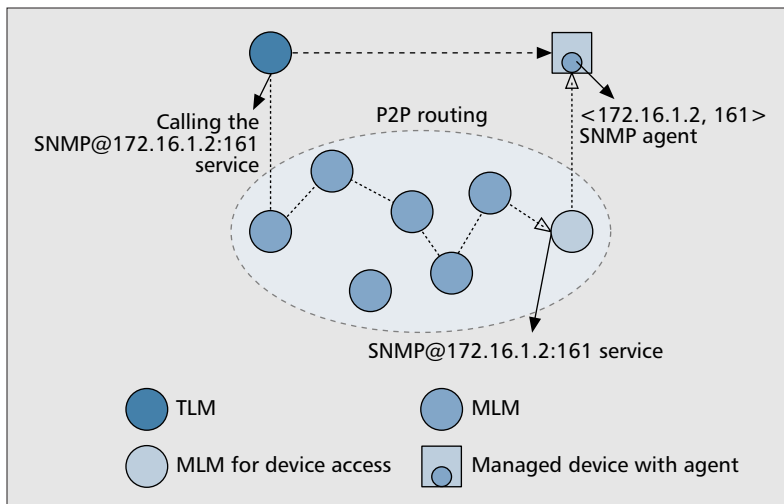 Calling the
SNMP@172.16.1.2:161
service
P2P routing
<172.16.1.2, 161>
SNMP agent
SNMP@172.16.1.2:161 service
TLM
MLM
MLM for device access
Managed device with agent